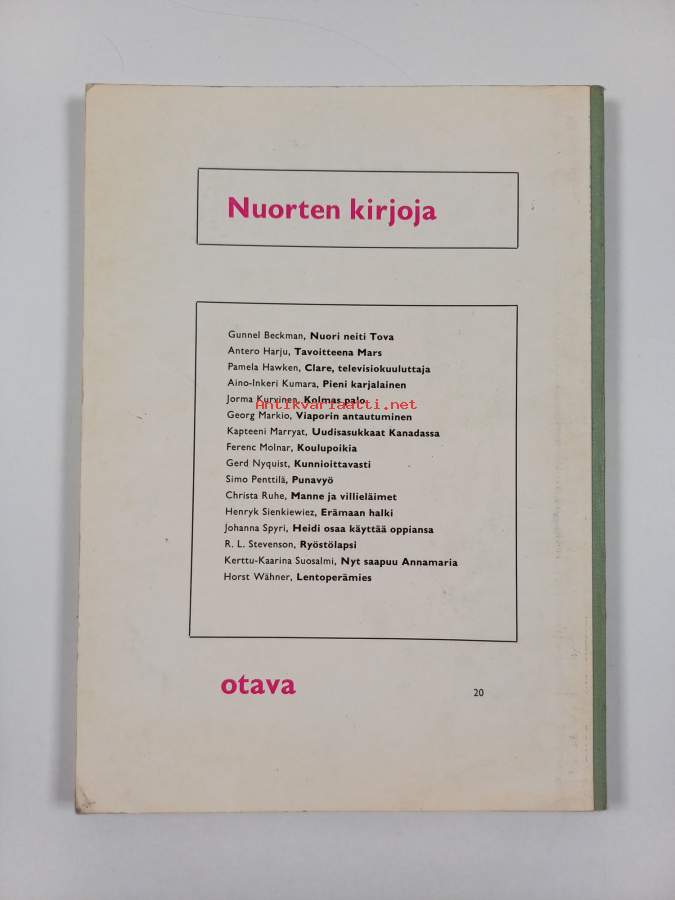 Nuorten kirjoja
Gunnel Beckman, Nuori neiti Tova
Antero Harju, Tavoitteena Mars
Pamela Hawken, Clare, televisiokuuluttaja
Aino-Inkeri Kumara, Pieni karjalainen
Jorma Kurvinen, Kolmas palo
Antikvariaatti.net
Georg Markio, Viaporin antautuminen
Kapteeni Marryat, Uudisasukkaat Kanadassa
Ferenc Molnar, Koulupoikia
Gerd Nyquist, Kunnioittavasti
Simo Penttilä, Punavyö
Christa Ruhe, Manne ja villieläimet
Henryk Sienkiewiez, Erämaan halki
Johanna Spyri, Heidi osaa käyttää oppiansa
R. L. Stevenson, Ryöstölapsi
Kerttu-Kaarina Suosalmi, Nyt saapuu Annamaria
Horst Wähner, Lentoperämies
otava
20